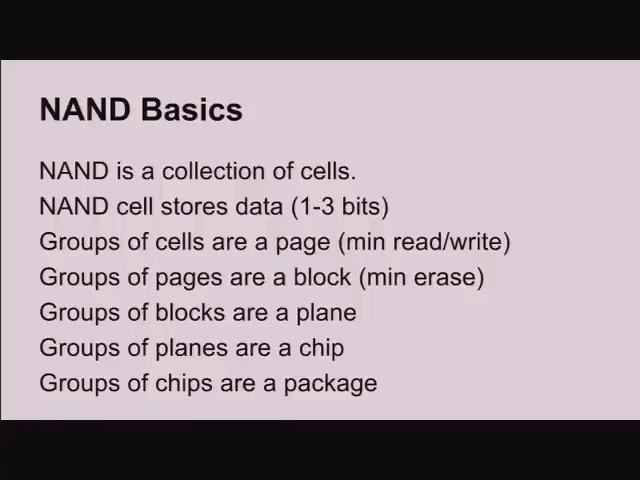 NAND Basics
NAND is a collection of cells.
NAND cell stores data (1-3 bits)
Groups of cells are a page (min read/write)
Groups of pages are a block (min erase)
Groups of blocks are a plane
Groups of planes are a chip
Groups of chips are a package